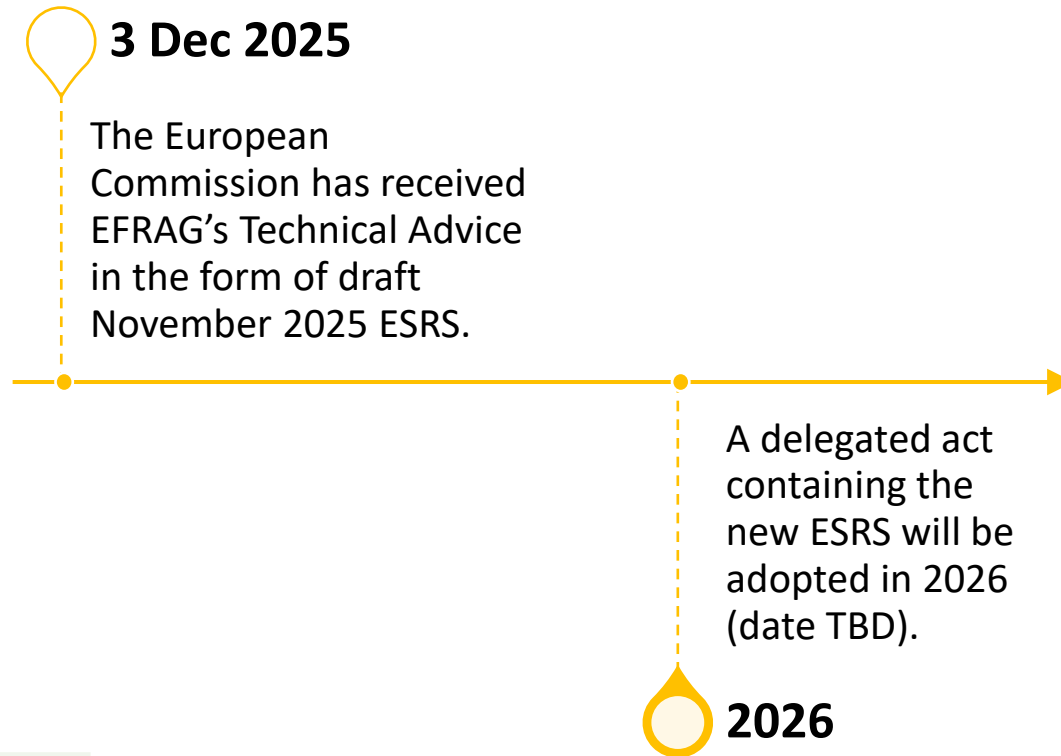 3 Dec 2025
The European
Commission has received
EFRAG’s Technical Advice
in the form of draft
November 2025 ESRS.
A delegated act
containing the
new ESRS will be
adopted in 2026
(date TBD).
2026